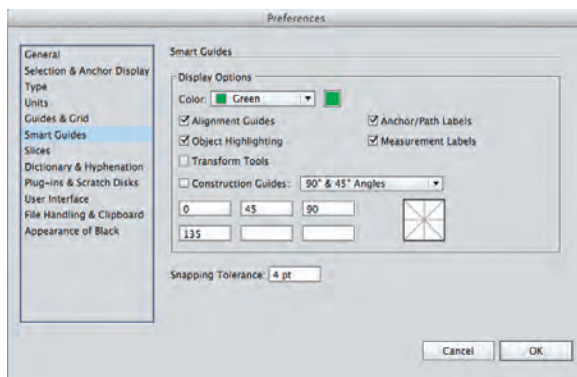 Preferences
General
Selection & Anchor Display
Type
Units
Guides & Grid
Smart Guides
Slices
Dictionary & Hyphenation
Plug-ins & Scratch Disks
User Interface
File Handling & Clipboard
Appearance of Black
Smart Guides
Display Options
Color: Green
Alignment Guides Anchor/Path Labels
Object Highlighting Measurement Labels
Transform Tools
Construction Guides: 90° & 45° Angles
0 45 90
135
Snapping Tolerance: 4 pt
Cancel OK